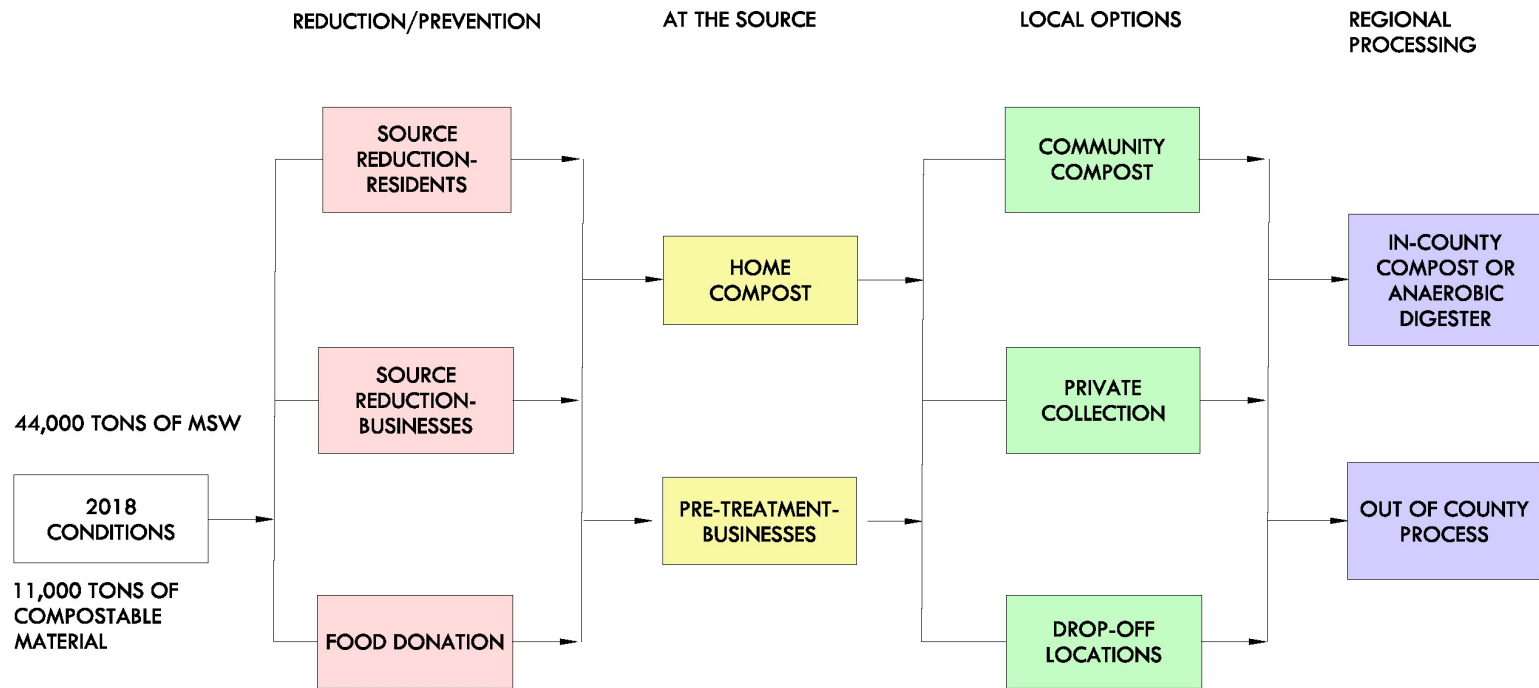 REDUCTION/PREVENTION
AT THE SOURCE
LOCAL OPTIONS
REGIONAL
PROCESSING
44,000 TONS OF MSW
2018
CONDITIONS
11,000 TONS OF
COMPOSTABLE
MATERIAL
SOURCE
REDUCTION-
RESIDENTS
SOURCE
REDUCTION-
BUSINESSES
FOOD DONATION
HOME
COMPOST
PRE-TREATMENT-
BUSINESSES
COMMUNITY
COMPOST
PRIVATE
COLLECTION
DROP-OFF
LOCATIONS
IN-COUNTY
COMPOST OR
ANAEROBIC
DIGESTER
OUT OF COUNTY
PROCESS